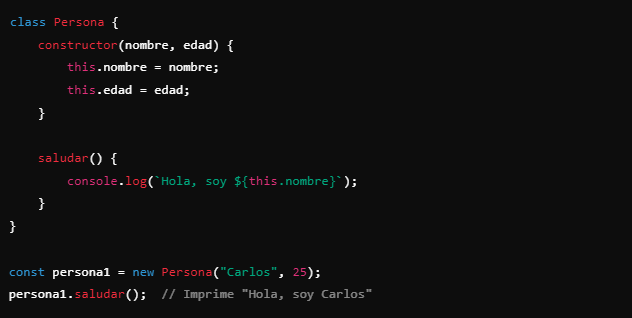 class Persona {
    constructor(nombre, edad) {
        this.nombre = nombre;
        this.edad = edad;
    }

    saludar() {
        console.log(`Hola, soy ${this.nombre}`);
    }
}

const persona1 = new Persona("Carlos", 25);
persona1.saludar();  // Imprime "Hola, soy Carlos"